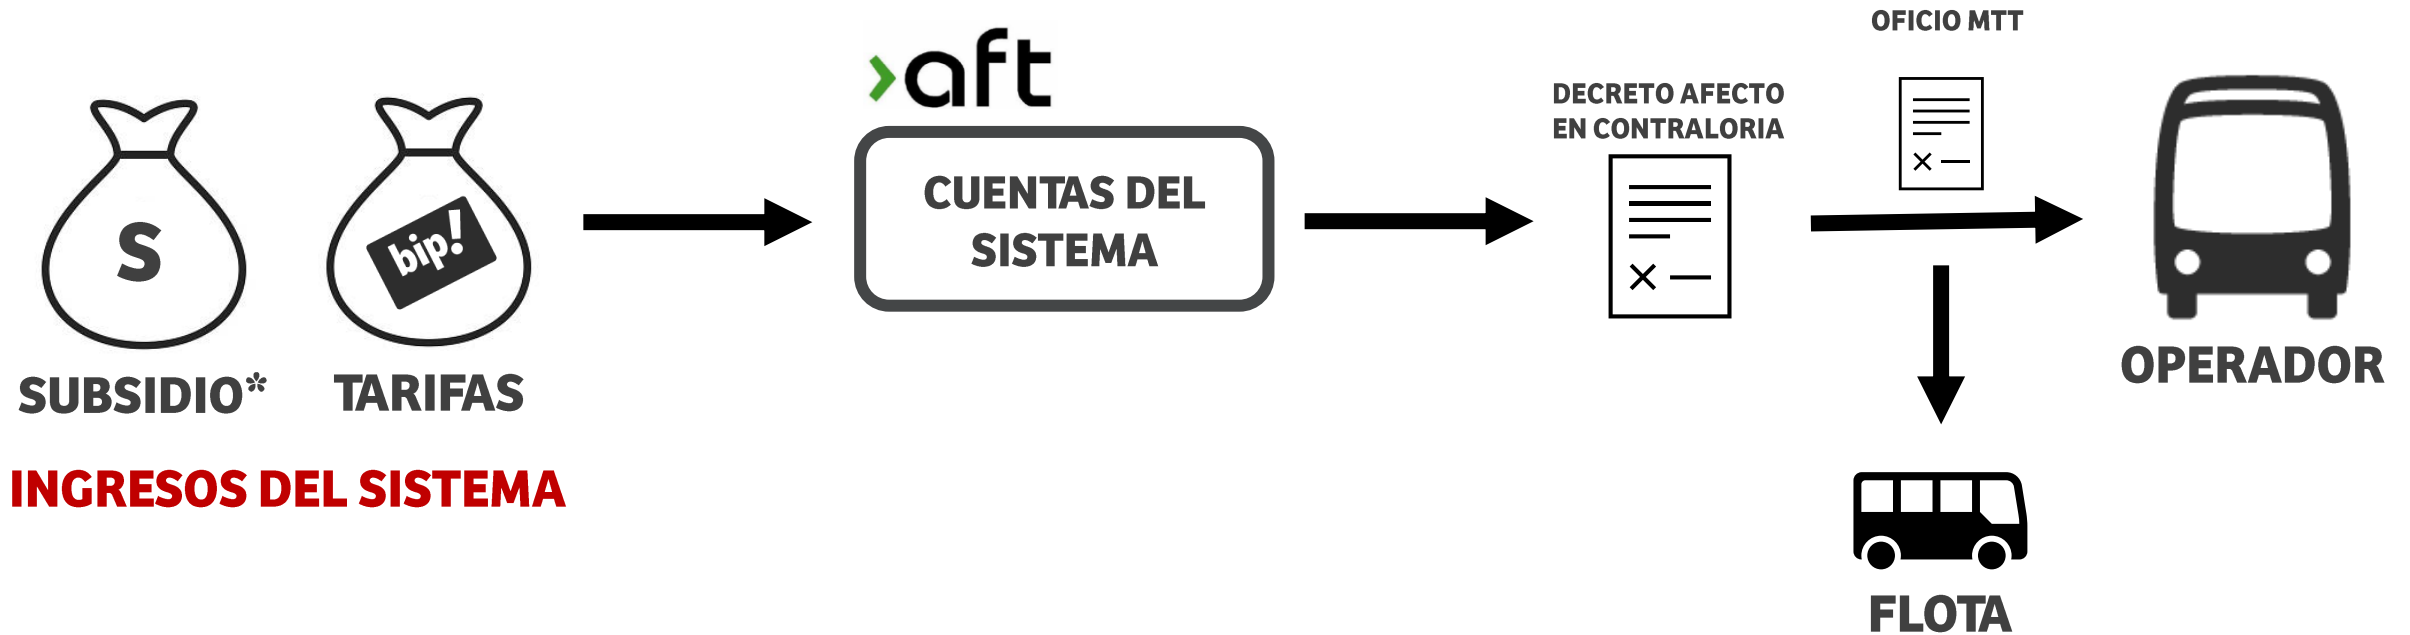 S
SUBSIDIO*
bip!
TARIFAS
INGRESOS DEL SISTEMA
aft
CUENTAS DEL
SISTEMA
DECRETO AFECTO
EN CONTRALORIA
OFICIO MTT
OPERADOR
FLOTA